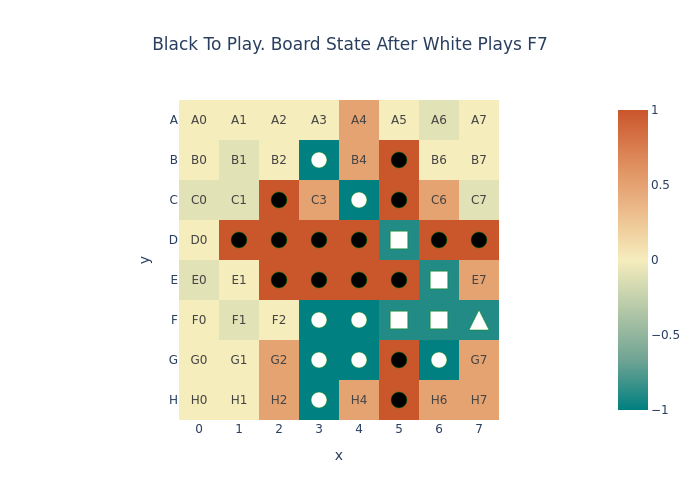 Black To Play. Board State After White Plays F7
A A0 A1 A2 A3 A4 A5 A6 A7
B B0 B1 B2 B4 B6 B7
C C0 C1 C3 C6 C7
D D0
E E0 E1 E7
F F0 F1 F2
G G0 G1 G2 G7
H H0 H1 H2 H4 H6 H7
0 1 2 3 4 5 6 7
x
y
1
0.5
0
−0.5
−1